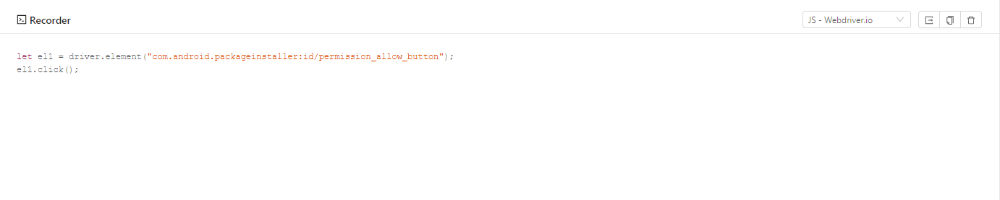 Recorder
JS - Webdriver.io
let el1 = driver.element("com.android.packageinstaller:id/permission_allow_button");
el1.click();